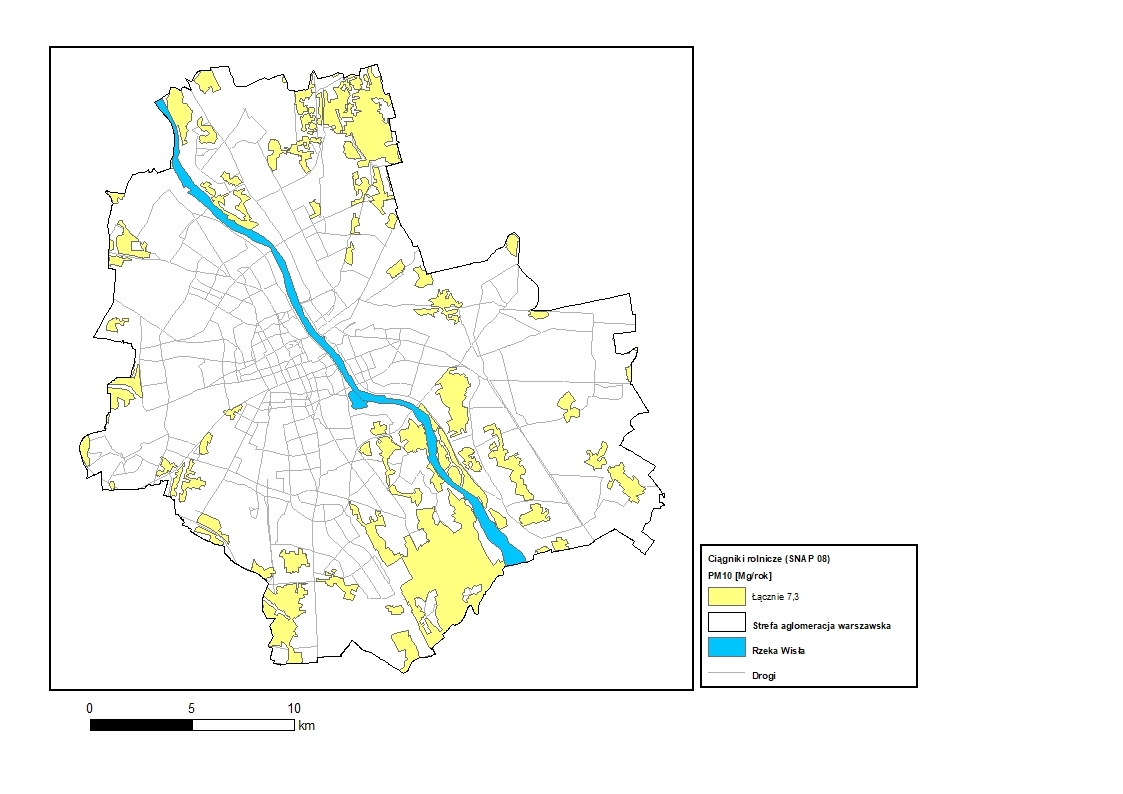 Ciągniki rolnicze (SNAP 08)
PM10 [Mg/rok]
Łącznie 7,3
Strefa aglomeracja warszawska
Rzeka Wisła
Drogi
0 5 10
km